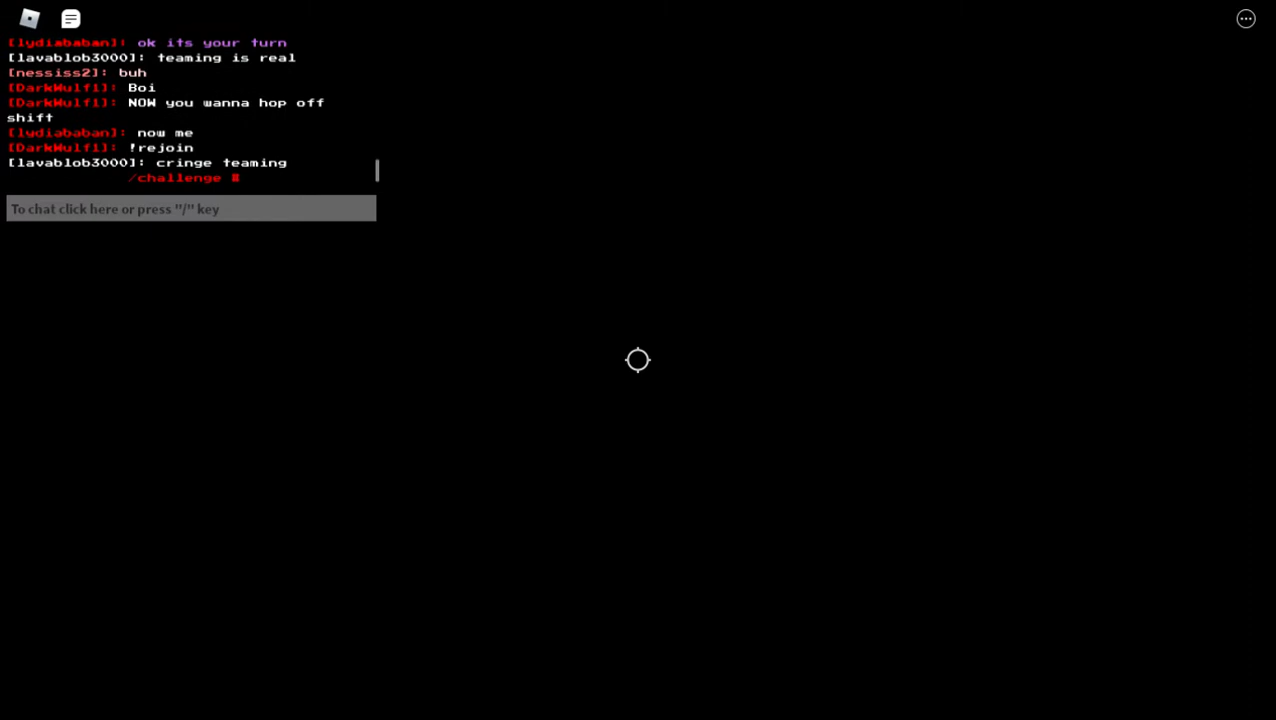 [lydiababan]: ok its your turn
[lavablob3000]: teaming is real
[nessiss2]: buh
[DarkWulf1]: Boi
[DarkWulf1]: NOW you wanna hop off
shift
[lydiababan]: now me
[DarkWulf1]: !rejoin
[lavablob3000]: cringe teaming
/challenge #
To chat click here or press "/" key